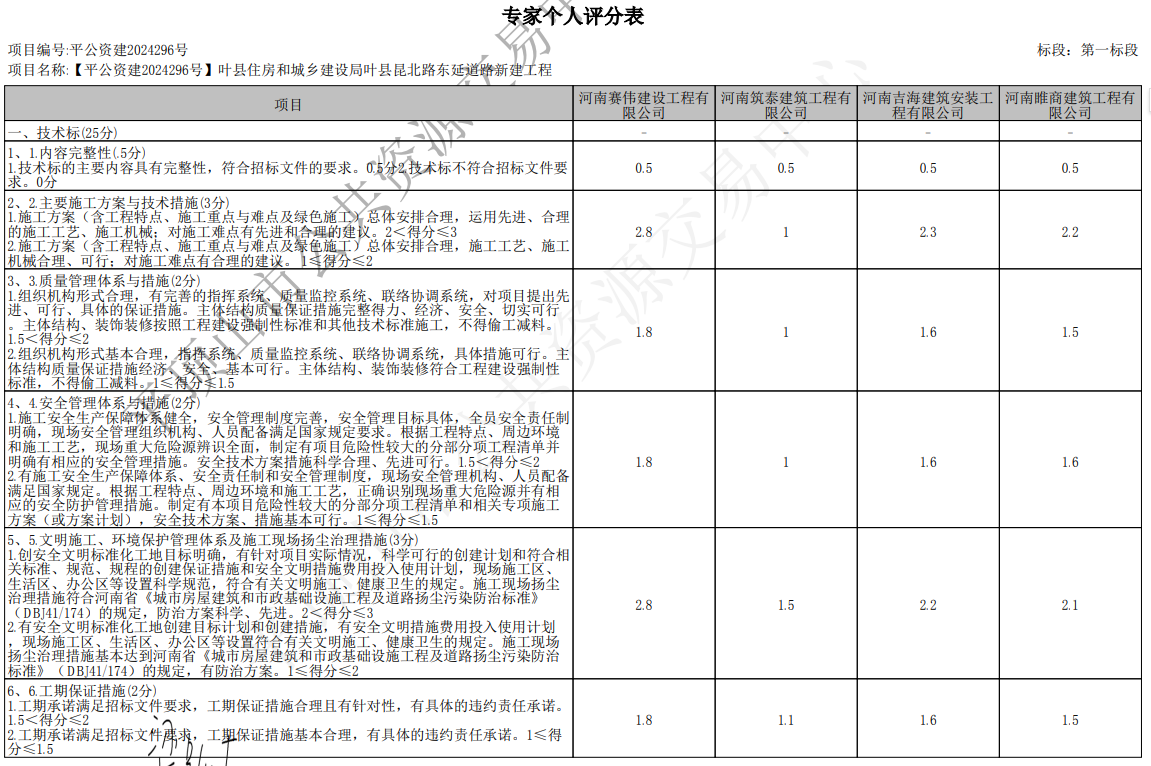 专家个人评分表
项目编号:平公资建2024296号
标段：第一标段
项目名称:【平公资建2024296号】叶县住房和城乡建设局叶县昆北路东延道路新建工程
项目
河南赛伟建设工程有
限公司
河南筑泰建筑工程有
限公司
河南吉海建筑安装工
程有限公司
河南睢商建筑工程有
限公司
一、技术标(25分)
-
-
-
-
1、1.内容完整性(.5分)
1.技术标的主要内容具有完整性，符合招标文件的要求。0.5分2.技术标不符合招标文件要
求。0分
0.5
0.5
0.5
0.5
2、2.主要施工方案与技术措施(3分)
1.施工方案（含工程特点、施工重点与难点及绿色施工）总体安排合理，运用先进、合理
的施工工艺、施工机械；对施工难点有先进和合理的建议。2＜得分≤3
2.施工方案（含工程特点、施工重点与难点及绿色施工）总体安排合理，施工工艺、施工
机械合理、可行；对施工难点有合理的建议。1≤得分≤2
2.8
1
2.3
2.2
3、3.质量管理体系与措施(2分)
1.组织机构形式合理，有完善的指挥系统、质量监控系统、联络协调系统，对项目提出先
进、可行、具体的保证措施。主体结构质量保证措施完整得力、经济、安全、切实可行
。主体结构、装饰装修按照工程建设强制性标准和其他技术标准施工，不得偷工减料。
1.5＜得分≤2
2.组织机构形式基本合理，指挥系统、质量监控系统、联络协调系统，具体措施可行。主
体结构质量保证措施经济、安全、基本可行。主体结构、装饰装修符合工程建设强制性
标准，不得偷工减料。1≤得分≤1.5
1.8
1
1.6
1.5
4、4.安全管理体系与措施(2分)
1.施工安全生产保障体系健全，安全管理制度完善，安全管理目标具体，全员安全责任制
明确，现场安全管理组织机构、人员配备满足国家规定要求。根据工程特点、周边环境
和施工工艺，现场重大危险源辨识全面，制定有项目危险性较大的分部分项工程清单并
明确有相应的安全管理措施。安全技术方案措施科学合理、先进可行。1.5＜得分≤2
2.有施工安全生产保障体系、安全责任制和安全管理制度，现场安全管理机构、人员配备
满足国家规定。根据工程特点、周边环境和施工工艺，正确识别现场重大危险源并有相
应的安全防护管理措施。制定有本项目危险性较大的分部分项工程清单和相关专项施工
方案（或方案计划），安全技术方案、措施基本可行。1≤得分≤1.5
1.8
1
1.6
1.6
5、5.文明施工、环境保护管理体系及施工现场扬尘治理措施(3分)
1.创安全文明标准化工地目标明确，有针对项目实际情况，科学可行的创建计划和符合相
关标准、规范、规程的创建保证措施和安全文明措施费用投入使用计划，现场施工区、
生活区、办公区等设置科学规范，符合有关文明施工、健康卫生的规定。施工现场扬尘
治理措施符合河南省《城市房屋建筑和市政基础设施工程及道路扬尘污染防治标准》
（DBJ41/174）的规定，防治方案科学、先进。2＜得分≤3
2.有安全文明标准化工地创建目标计划和创建措施，有安全文明措施费用投入使用计划
，现场施工区、生活区、办公区等设置符合有关文明施工、健康卫生的规定。施工现场
扬尘治理措施基本达到河南省《城市房屋建筑和市政基础设施工程及道路扬尘污染防治
标准》（DBJ41/174）的规定，有防治方案。1≤得分≤2
2.8
1.5
2.2
2.1
6、6.工期保证措施(2分)
1.工期承诺满足招标文件要求，工期保证措施合理且有针对性，有具体的违约责任承诺。
1.5＜得分≤2
2.工期承诺满足招标文件要求，工期保证措施基本合理，有具体的违约责任承诺。1≤得
分≤1.5
1.8
1.1
1.6
1.5
平顶山市公共资源交易中
公共资源交易中心